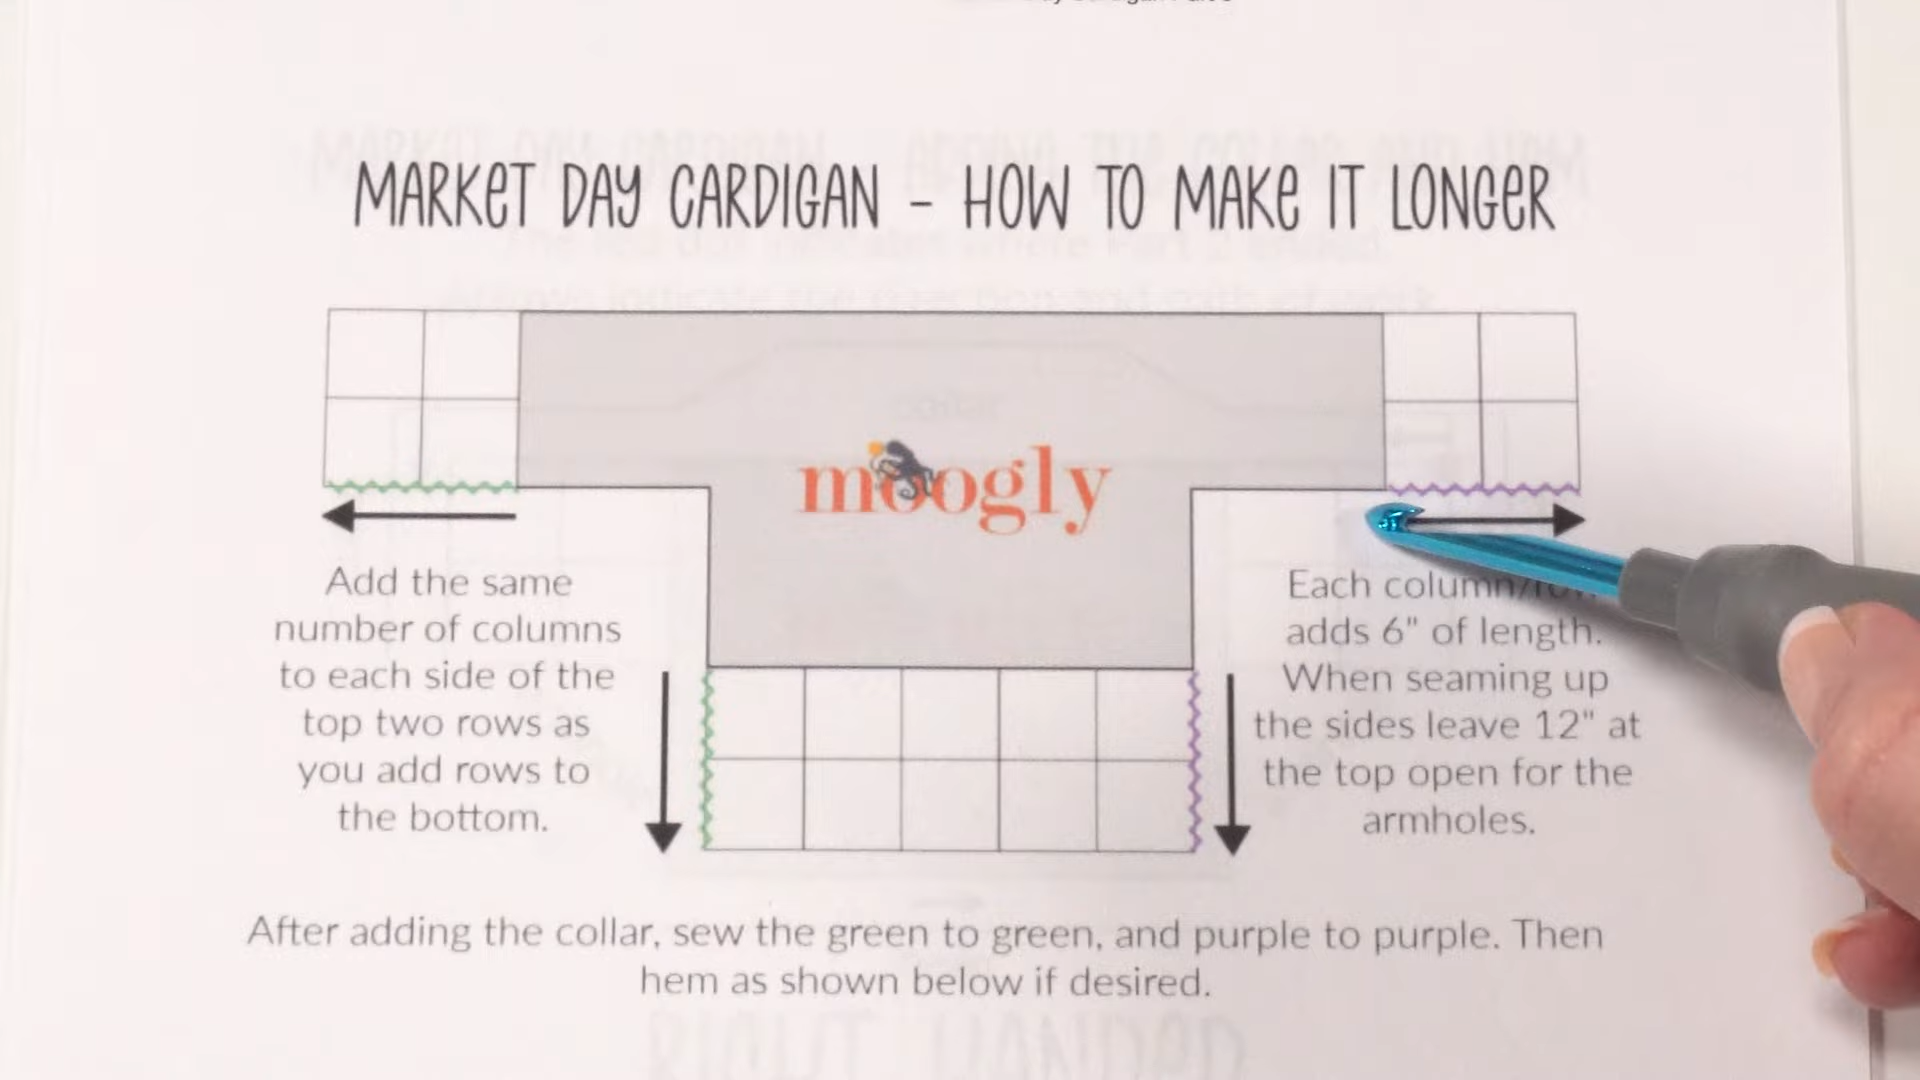 MARKET DAY CARDIGAN - HOW TO MAKE IT LONGER
moogly
Add the same
number of columns
to each side of the
top two rows as
you add rows to
the bottom.
Each column/row
adds 6" of length.
When seaming up
the sides leave 12" at
the top open for the
armholes.
After adding the collar, sew the green to green, and purple to purple. Then
hem as shown below if desired.